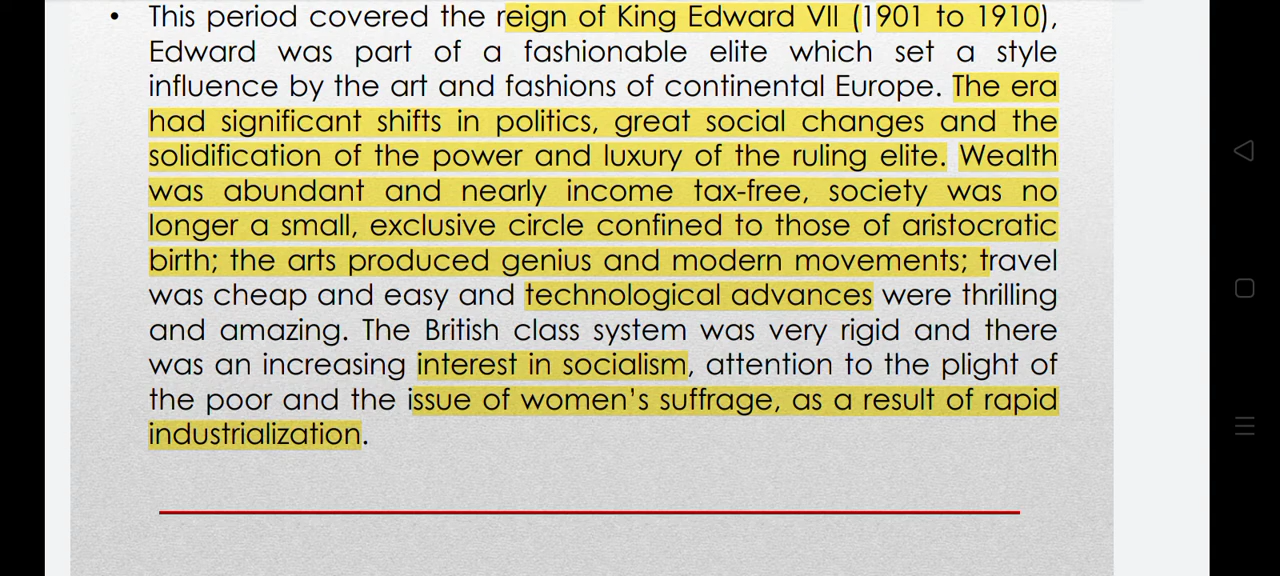 • This period covered the reign of King Edward VII (1901 to 1910),
Edward was part of a fashionable elite which set a style
influence by the art and fashions of continental Europe. The era
had significant shifts in politics, great social changes and the
solidification of the power and luxury of the ruling elite. Wealth
was abundant and nearly income tax-free, society was no
longer a small, exclusive circle confined to those of aristocratic
birth; the arts produced genius and modern movements; travel
was cheap and easy and technological advances were thrilling
and amazing. The British class system was very rigid and there
was an increasing interest in socialism, attention to the plight of
the poor and the issue of women’s suffrage, as a result of rapid
industrialization.